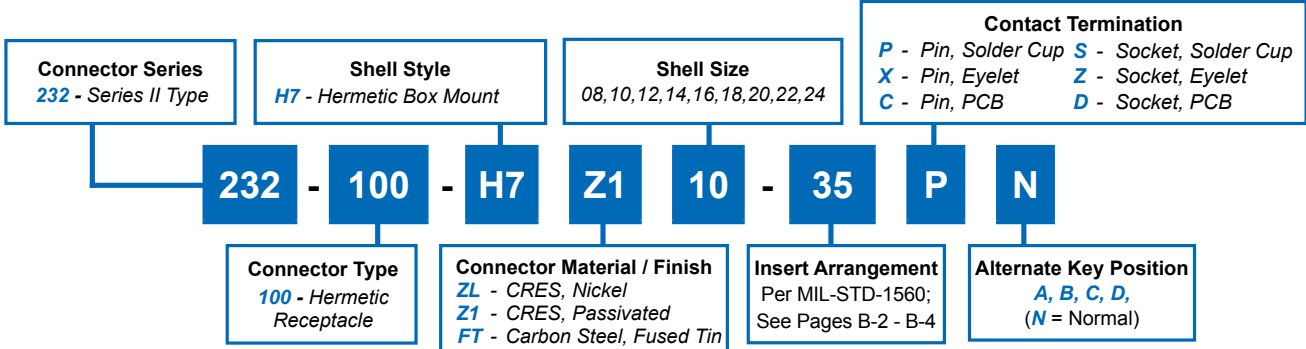 Contact Termination
P - Pin, Solder Cup S - Socket, Solder Cup
X - Pin, Eyelet Z - Socket, Eyelet
C - Pin, PCB D - Socket, PCB
Connector Series
232 - Series II Type
Shell Style
H7 - Hermetic Box Mount
Shell Size
08,10,12,14,16,18,20,22,24
232 - 100 - H7 Z1 10 - 35 P N
Connector Type
100 - Hermetic
Receptacle
Connector Material / Finish
ZL - CRES, Nickel
Z1 - CRES, Passivated
FT - Carbon Steel, Fused Tin
Insert Arrangement
Per MIL-STD-1560;
See Pages B-2 - B-4
Alternate Key Position
A, B, C, D,
(N = Normal)